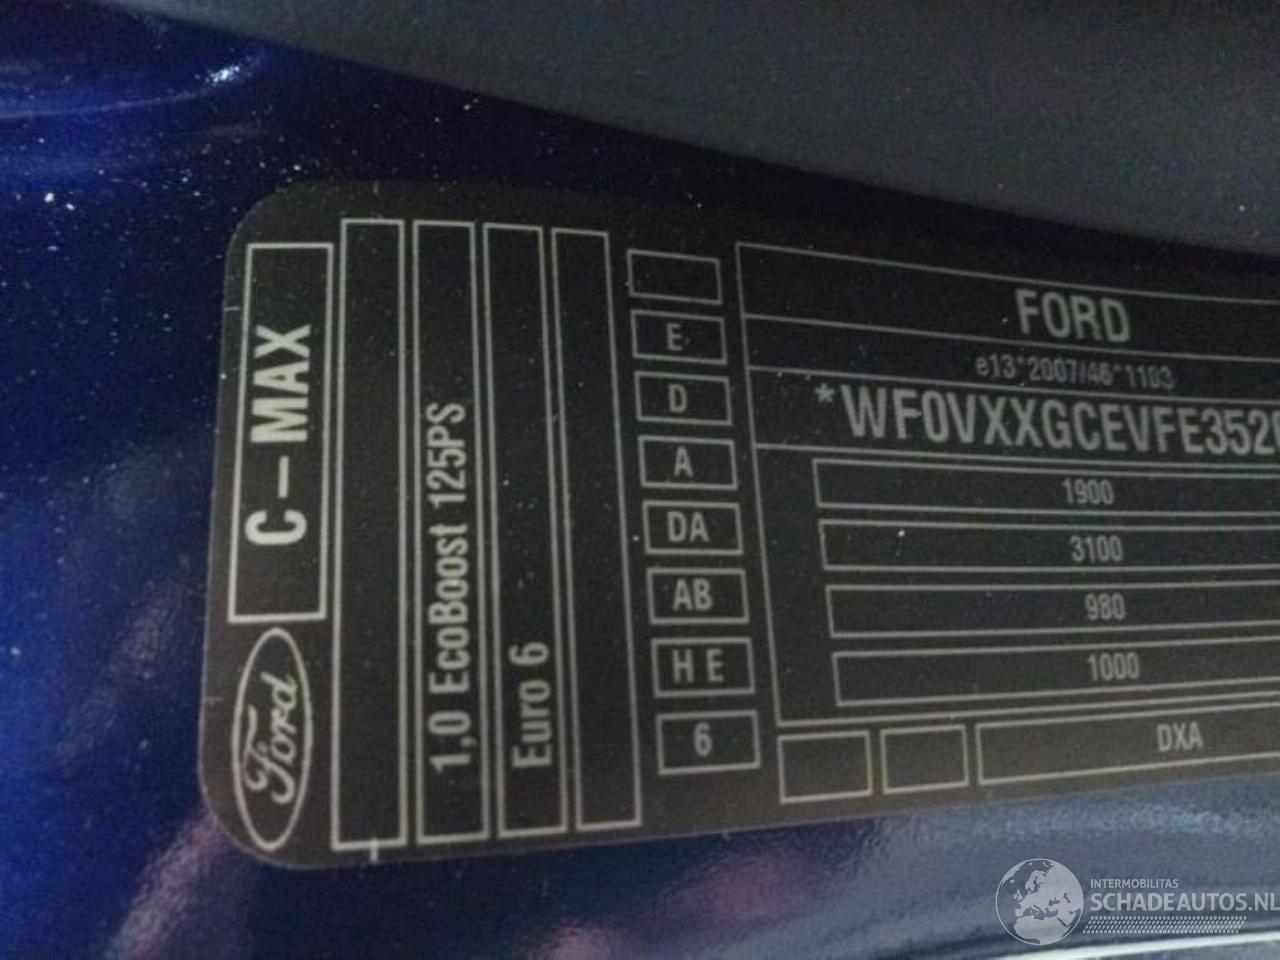 C-MAX
Ford
1,0 EcoBoost 125PS
Euro 6
E
D
A
DA
AB
H E
6
FORD
e13*2007/46*1103
*WF0VXXGCEVFE352
1900
3100
980
1000
DXA
INTERMOBILITAS
SCHADEAUTOS.NL